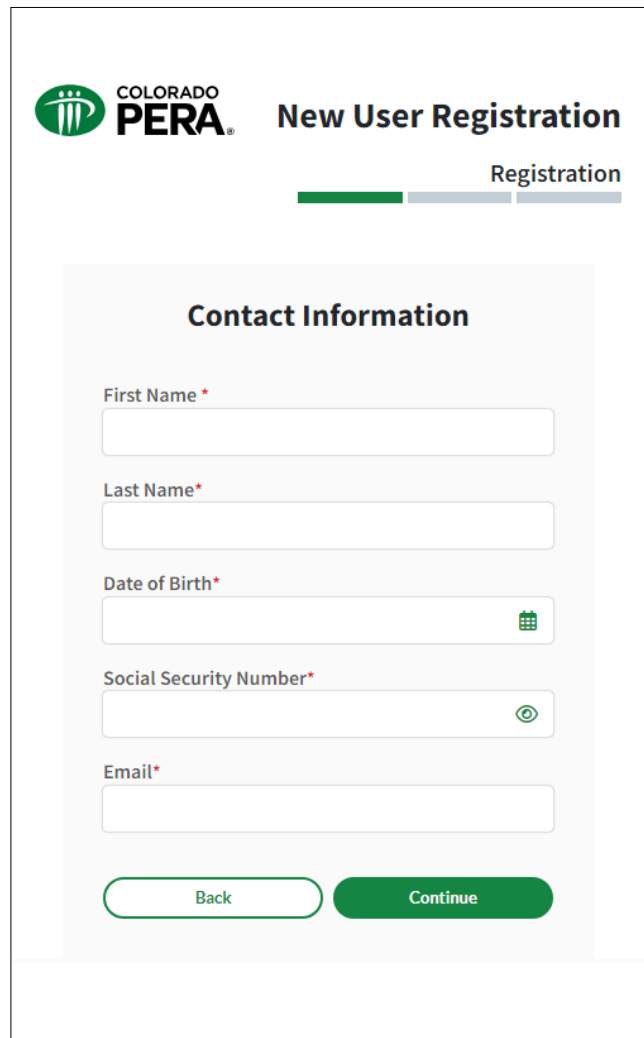 COLORADO
PERA®
New User Registration
Registration
Contact Information
First Name *
Last Name*
Date of Birth*
Social Security Number*
Email*
Back
Continue